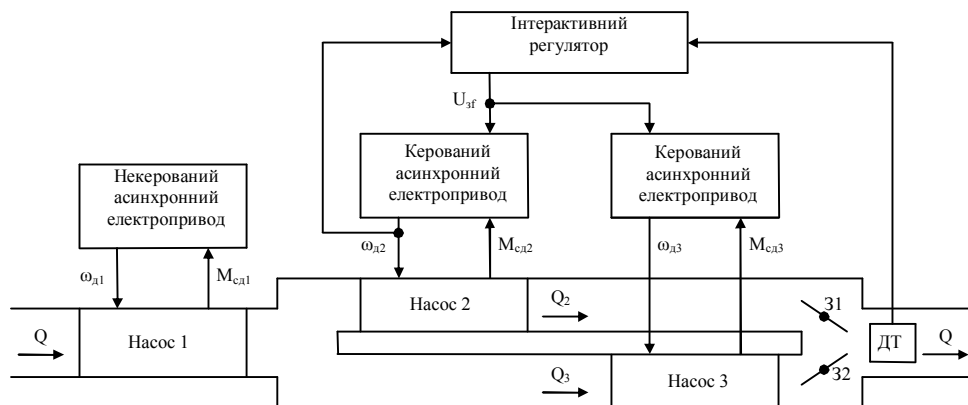 Інтерактивний
регулятор
Uзf
Керований
асинхронний
електропривод
Керований
асинхронний
електропривод
Некерований
асинхронний
електропривод
ωд2
Mсд2
ωд3
Mсд3
ωд1
Mсд1
Насос 2
Q2
З1
Q
Насос 1
ДТ
Q
Q3
Насос 3
З2